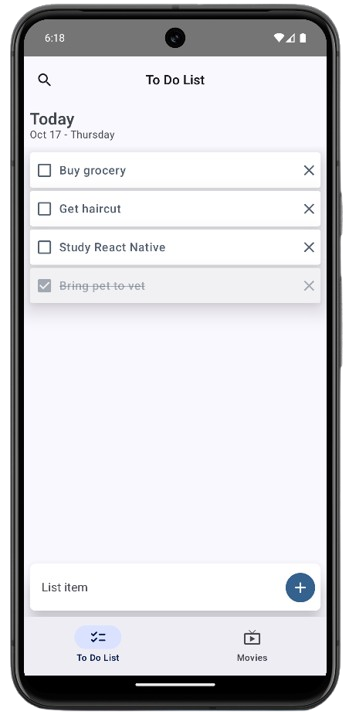 6:18
To Do List
Today
Oct 17 - Thursday
Buy grocery
Get haircut
Study React Native
Bring pet to vet
List item
To Do List
Movies